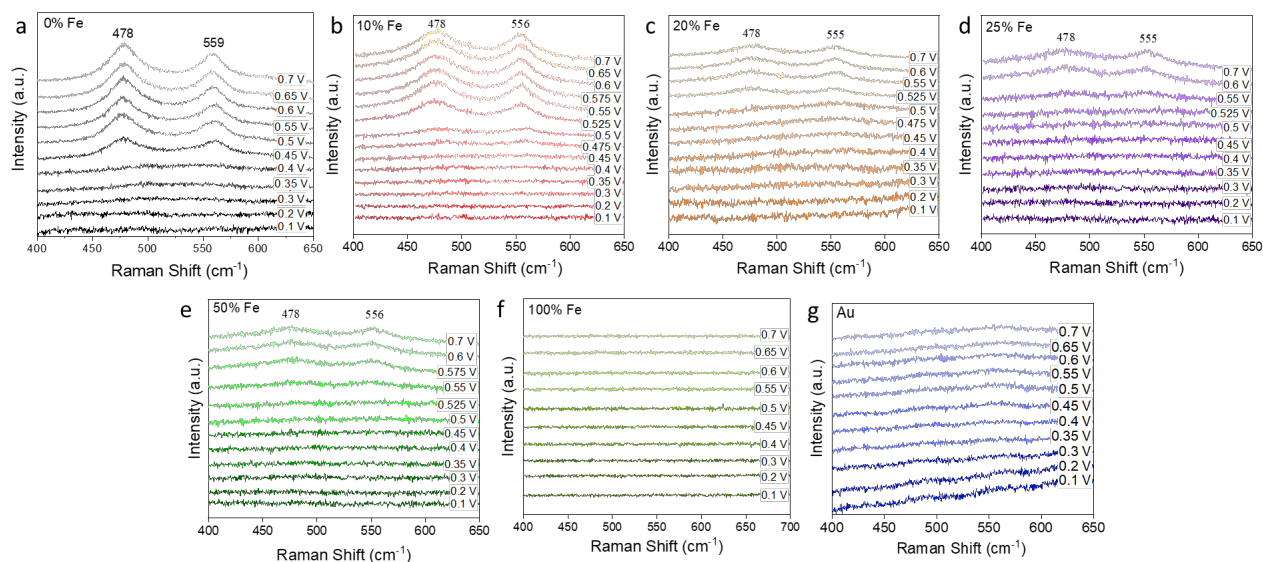 a
0% Fe
478
559
0.7 V
0.65 V
0.6 V
0.55 V
0.5 V
0.45 V
0.4 V
0.35 V
0.3 V
0.2 V
0.1 V
400
450
500
550
600
650
Raman Shift (cm-1)
Intensity (a.u.)
b
10% Fe
478
556
0.7 V
0.65 V
0.6 V
0.575 V
0.55 V
0.525 V
0.5 V
0.475 V
0.45 V
0.4 V
0.35 V
0.3 V
0.2 V
0.1 V
400
450
500
550
600
650
Raman Shift (cm-1)
Intensity (a.u.)
c
20% Fe
478
555
0.7 V
0.6 V
0.55 V
0.525 V
0.5 V
0.475 V
0.45 V
0.4 V
0.35 V
0.3 V
0.2 V
0.1 V
400
450
500
550
600
650
Raman Shift (cm-1)
Intensity (a.u.)
d
25% Fe
478
555
0.7 V
0.6 V
0.55 V
0.525 V
0.5 V
0.45 V
0.4 V
0.35 V
0.3 V
0.2 V
0.1 V
400
450
500
550
600
650
Raman Shift (cm-1)
Intensity (a.u.)
e
50% Fe
478
556
0.7 V
0.6 V
0.575 V
0.55 V
0.525 V
0.5 V
0.45 V
0.4 V
0.35 V
0.3 V
0.2 V
0.1 V
400
450
500
550
600
650
Raman Shift (cm-1)
Intensity (a.u.)
f
100% Fe
0.7 V
0.65 V
0.6 V
0.55 V
0.5 V
0.45 V
0.4 V
0.3 V
0.2 V
0.1 V
400
450
500
550
600
650
700
Raman Shift (cm-1)
Intensity (a.u.)
g
Au
0.7 V
0.65 V
0.6 V
0.55 V
0.5 V
0.45 V
0.4 V
0.35 V
0.3 V
0.2 V
0.1 V
400
450
500
550
600
650
Raman Shift (cm-1)
Intensity (a.u.)